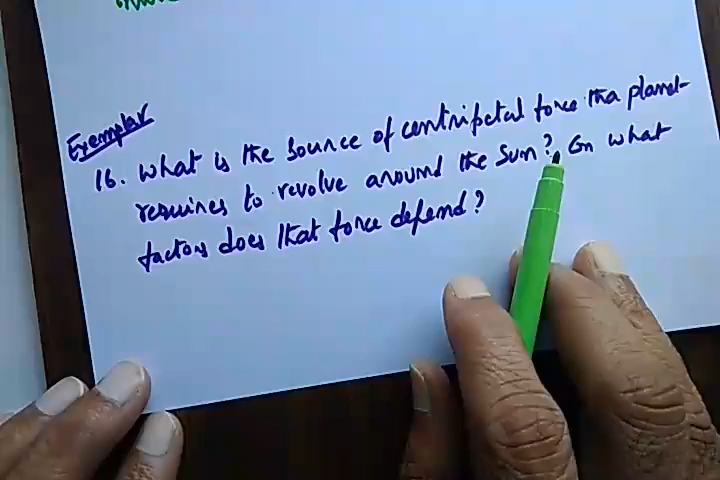 Exemplar
16. What is the source of centripetal force tha planet
requires to revolve around the Sun? On what
factors does that force depend?